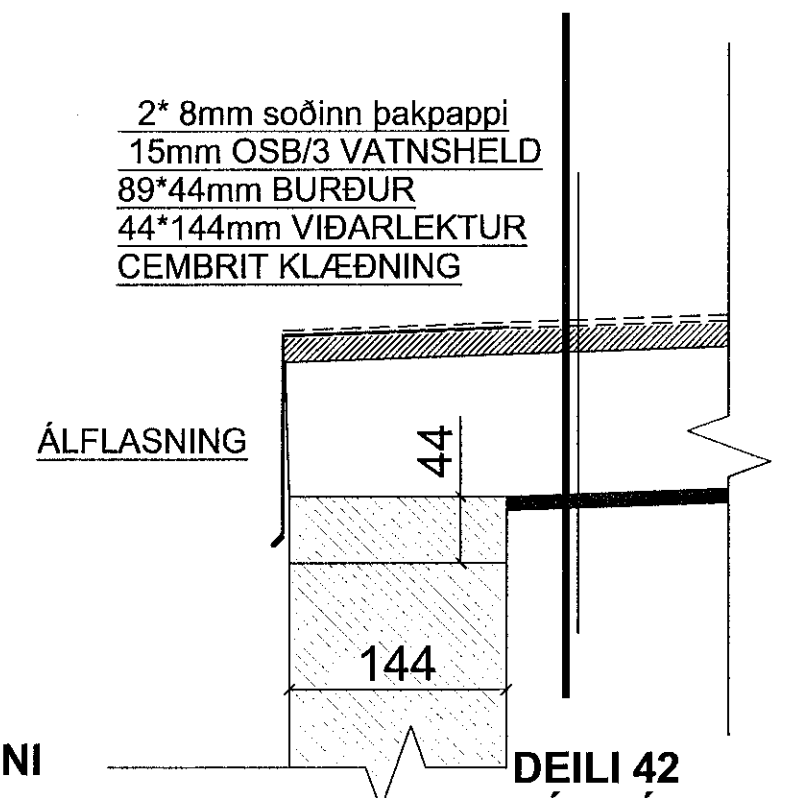 2* 8mm soðinn þakpappi
15mm OSB/3 VATNSHELD
89*44mm BURÐUR
44*144mm VIÐARLEKTUR
CEMBRIT KLÆÐNING
ÁLFLASNING
44
144
NI
DEILI 42